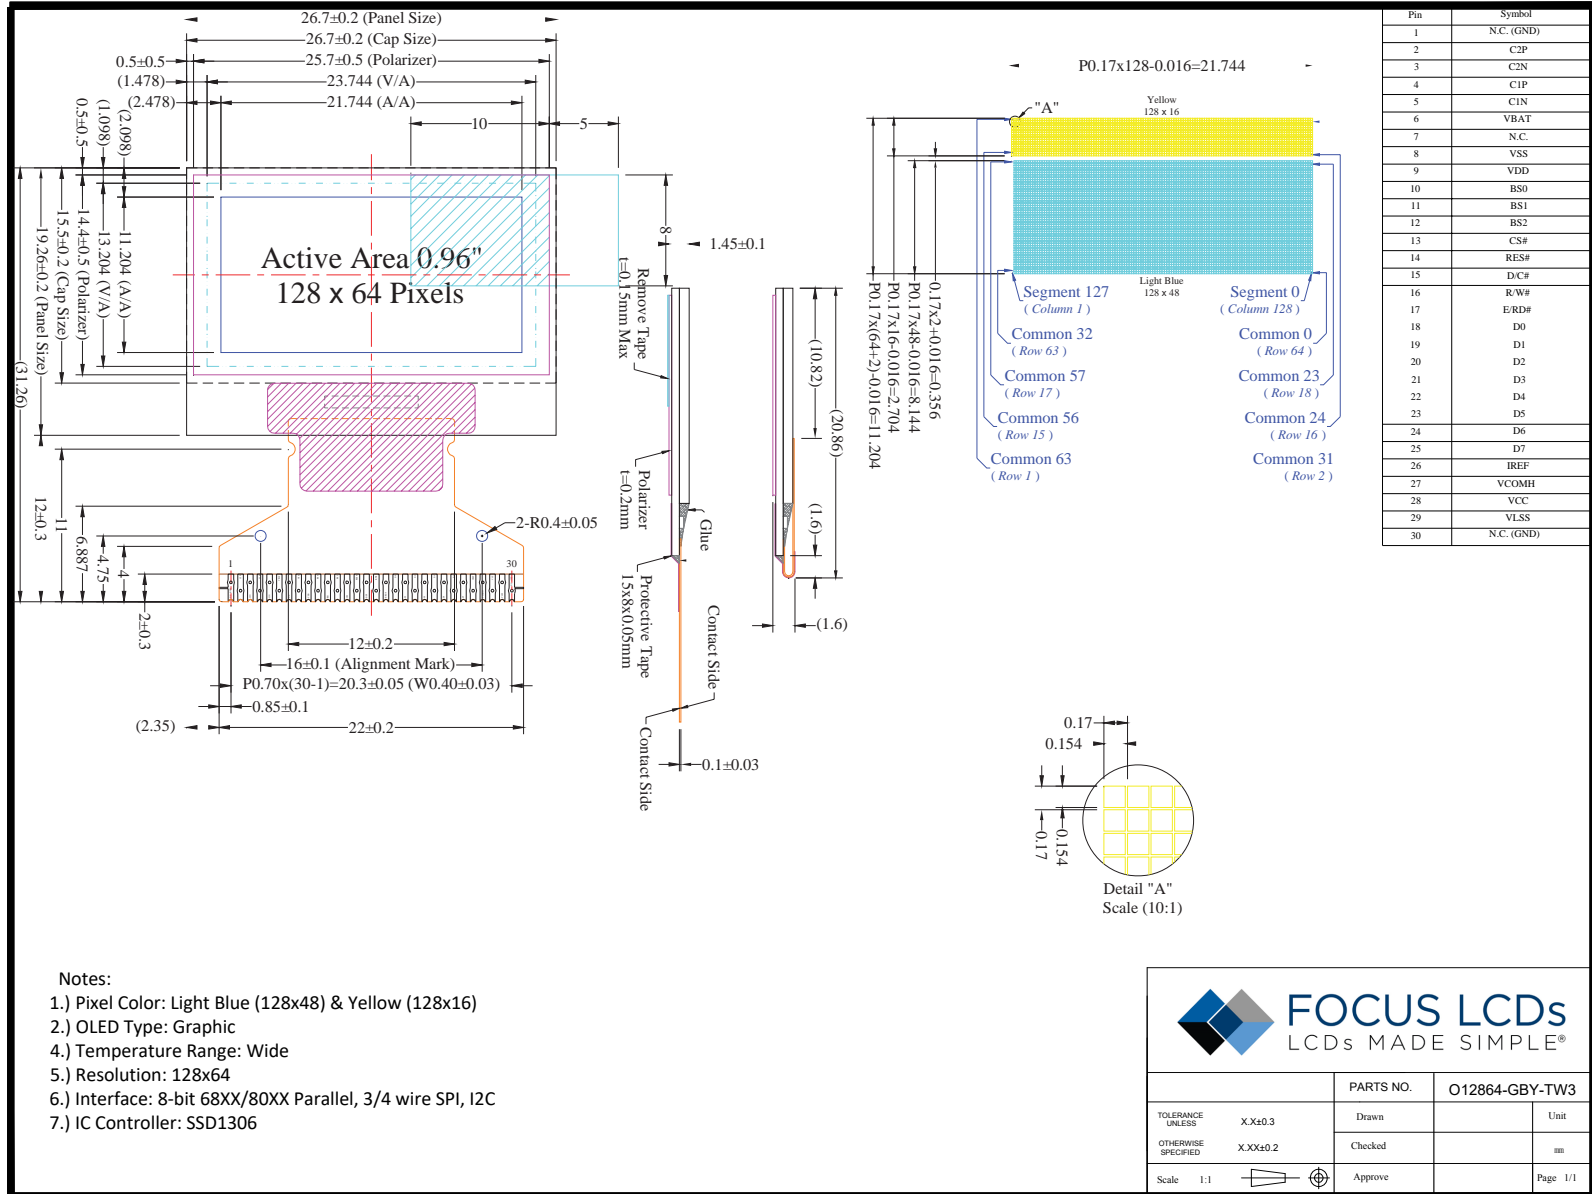 26.7±0.2 (Panel Size)
26.7±0.2 (Cap Size)
0.5±0.5
25.7±0.5 (Polarizer)
(1.478)
23.744 (V/A)
(2.478)
21.744 (A/A)
10
5
0.5±0.5
(1.098)
(2.098)
(31.26)
19.26±0.2 (Panel Size)
15.5±0.2 (Cap Size)
14.4±0.5 (Polarizer)
13.204 (V/A)
11.204 (A/A)
Active Area 0.96"
128 x 64 Pixels
8
12±0.3
11
6.887
4.75
4
2±0.3
1
30
2-R0.4±0.05
12±0.2
16±0.1 (Alignment Mark)
P0.70x(30-1)=20.3±0.05 (W0.40±0.03)
0.85±0.1
(2.35)
22±0.2
1.45±0.1
Remove Tape
t=0.15mm Max
Polarizer
t=0.2mm
Glue
Protective Tape
15x8x0.05mm
Contact Side
Contact Side
0.1±0.03
(10.82)
(20.86)
(1.6)
(1.6)
P0.17x128-0.016=21.744
"A"
Yellow
128 x 16
Light Blue
128 x 48
P0.17x(64+2)-0.016=11.204
P0.17x16-0.016=2.704
P0.17x48-0.016=8.144
0.17x2+0.016=0.356
Segment 127
( Column 1 )
Segment 0
( Column 128 )
Common 32
( Row 63 )
Common 0
( Row 64 )
Common 57
( Row 17 )
Common 23
( Row 18 )
Common 56
( Row 15 )
Common 24
( Row 16 )
Common 63
( Row 1 )
Common 31
( Row 2 )
0.17
0.154
0.17
0.154
Detail "A"
Scale (10:1)
Pin Symbol
1 N.C. (GND)
2 C2P
3 C2N
4 C1P
5 C1N
6 VBAT
7 N.C.
8 VSS
9 VDD
10 BS0
11 BS1
12 BS2
13 CS#
14 RES#
15 D/C#
16 R/W#
17 E/RD#
18 D0
19 D1
20 D2
21 D3
22 D4
23 D5
24 D6
25 D7
26 IREF
27 VCOMH
28 VCC
29 VLSS
30 N.C. (GND)
Notes:
1.) Pixel Color: Light Blue (128x48) & Yellow (128x16)
2.) OLED Type: Graphic
4.) Temperature Range: Wide
5.) Resolution: 128x64
6.) Interface: 8-bit 68XX/80XX Parallel, 3/4 wire SPI, I2C
7.) IC Controller: SSD1306
FOCUS LCDs
LCDs MADE SIMPLE®
PARTS NO. O12864-GBY-TW3
TOLERANCE
UNLESS
X.X±0.3
Drawn
Unit
OTHERWISE
SPECIFIED
X.XX±0.2
Checked
mm
Scale 1:1
Approve
Page 1/1